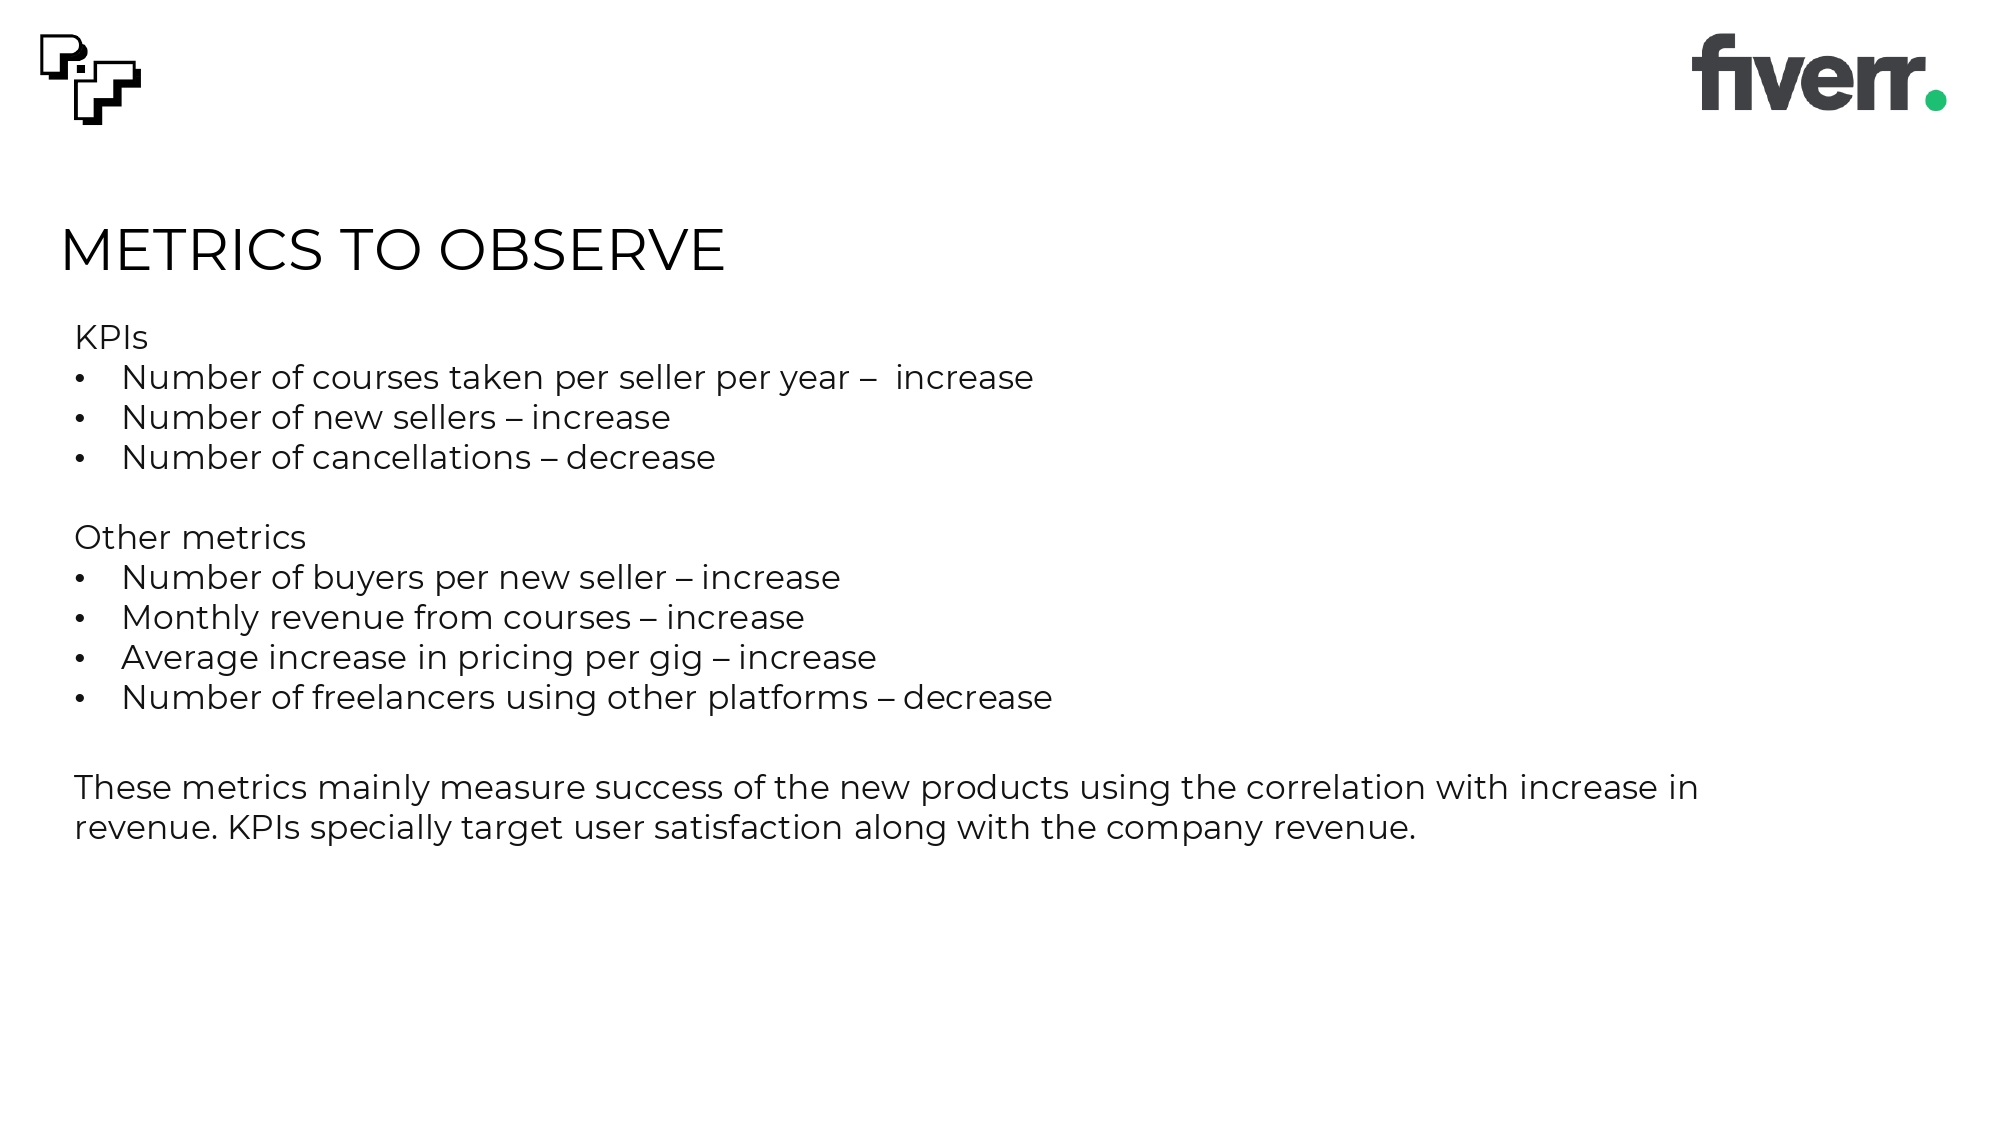 fiverr.
METRICS TO OBSERVE
KPIs
• Number of courses taken per seller per year – increase
• Number of new sellers – increase
• Number of cancellations – decrease
Other metrics
• Number of buyers per new seller – increase
• Monthly revenue from courses – increase
• Average increase in pricing per gig – increase
• Number of freelancers using other platforms – decrease
These metrics mainly measure success of the new products using the correlation with increase in
revenue. KPIs specially target user satisfaction along with the company revenue.